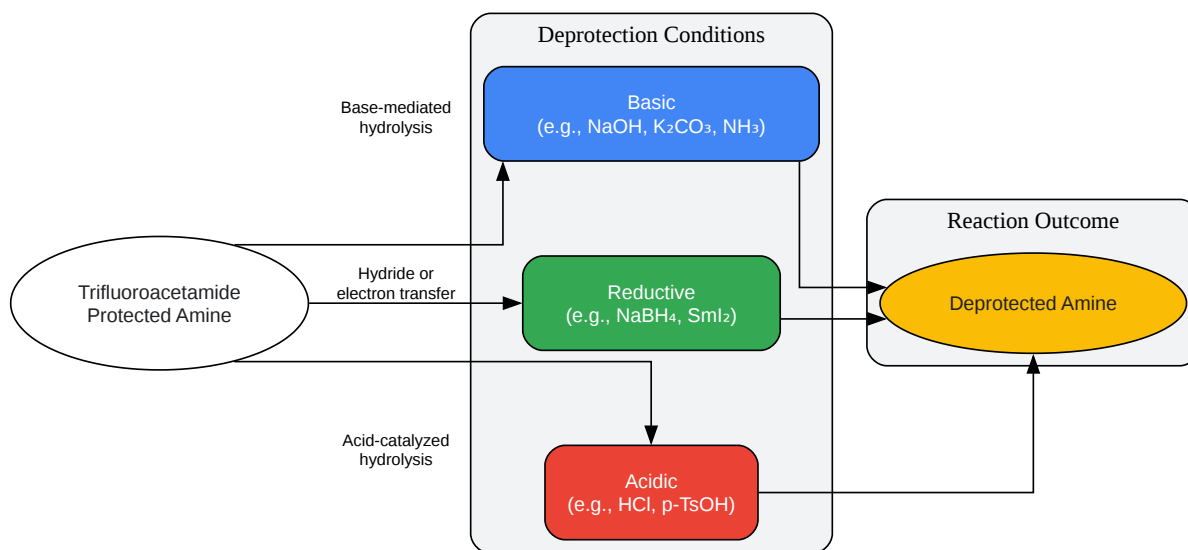 Deprotection Conditions
Base-mediated
hydrolysis
Basic
(e.g., NaOH, K₂CO₃, NH₃)
Reaction Outcome
Trifluoroacetamide
Protected Amine
Hydride or
electron transfer
Reductive
(e.g., NaBH₄, SmI₂)
Deprotected Amine
Acid-catalyzed
hydrolysis
Acidic
(e.g., HCl, p-TsOH)